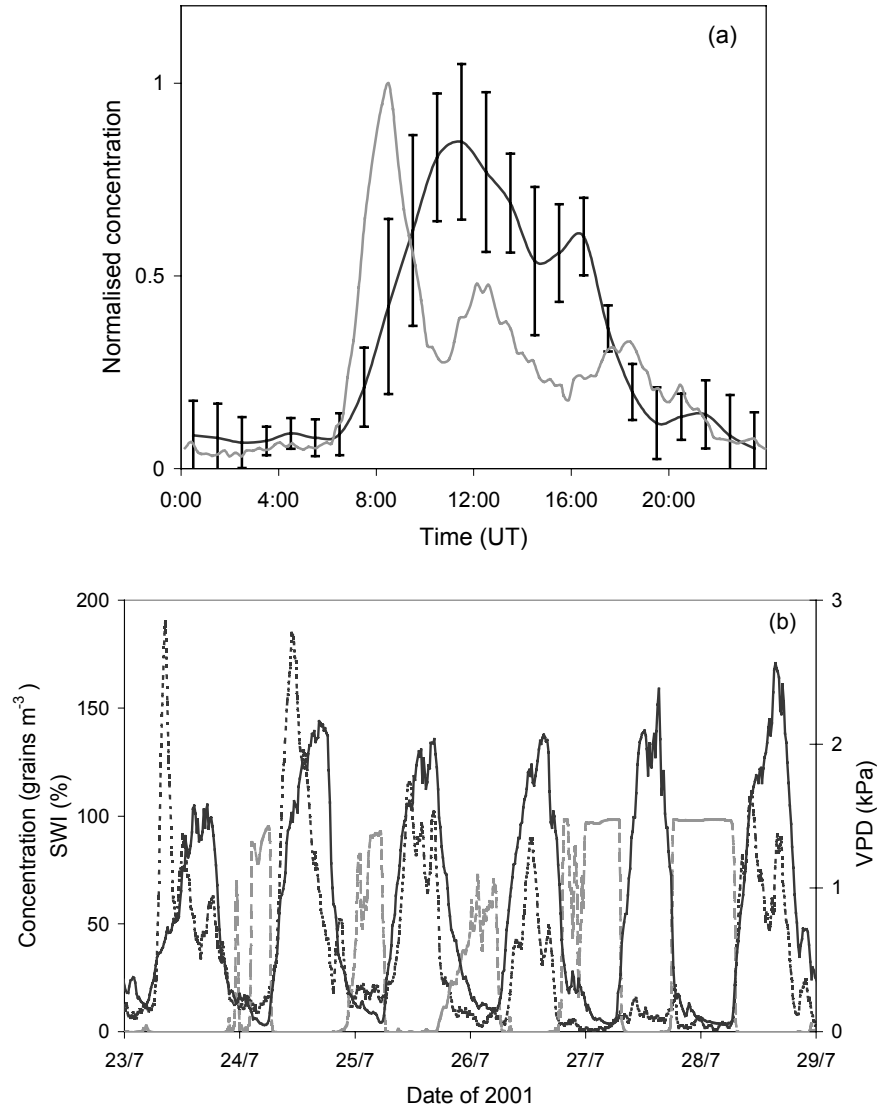 (a)
1
0.5
0
Normalised concentration
0:00 4:00 8:00 12:00 16:00 20:00
Time (UT)
(b)
200
150
100
50
0
Concentration (grains m⁻³)
SWI (%)
3
2
1
0
VPD (kPa)
23/7 24/7 25/7 26/7 27/7 28/7 29/7
Date of 2001